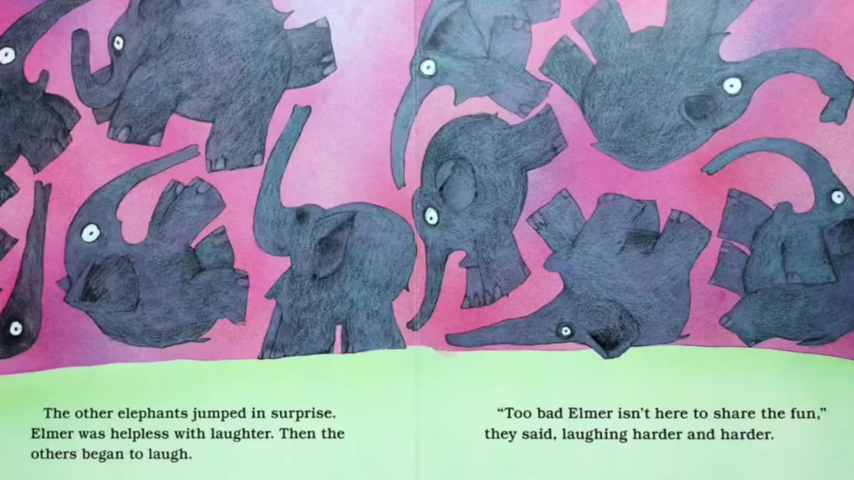 The other elephants jumped in surprise.
Elmer was helpless with laughter. Then the
others began to laugh.
“Too bad Elmer isn’t here to share the fun,”
they said, laughing harder and harder.